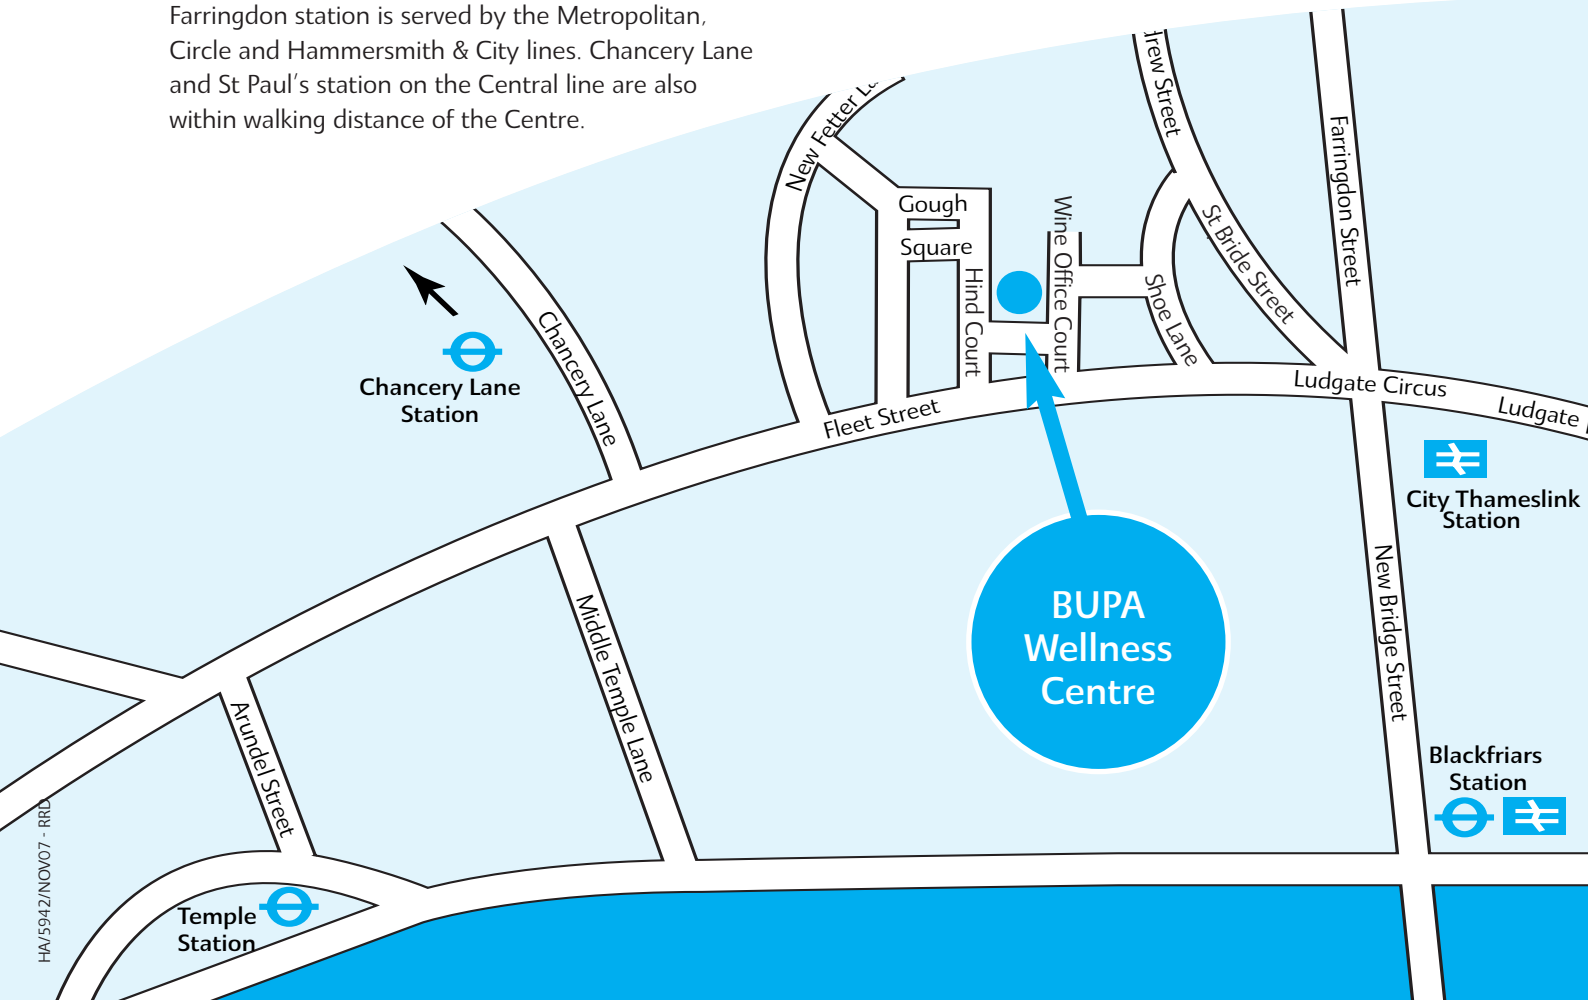 Farringdon station is served by the Metropolitan,
Circle and Hammersmith & City lines. Chancery Lane
and St Paul's station on the Central line are also
within walking distance of the Centre.
New Fetter
Street
Farringdon Street
Gough
Square
Wine Office Court
Hind Court
St Bride Street
Shoe Lane
Chancery Lane
Chancery Lane
Station
Fleet Street
Ludgate Circus
Ludgate
City Thameslink
Station
New Bridge Street
BUPA
Wellness
Centre
Middle Temple Lane
Arundel Street
Blackfriars
Station
Temple
Station
HA/5942/NOV07 - RRD